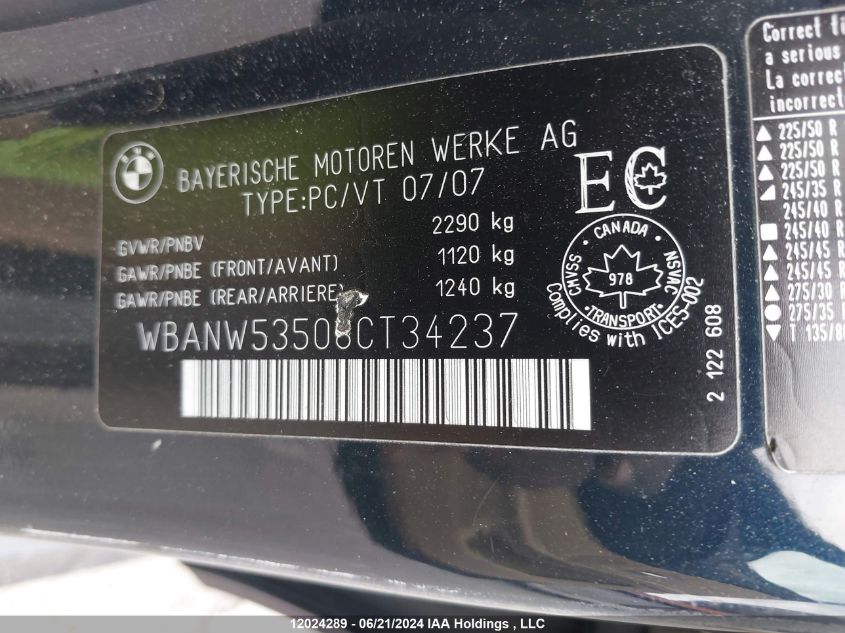 BAYERISCHE MOTOREN WERKE AG
TYPE:PC/VT 07/07
GVWR/PNBV 2290 kg
GAWR/PNBE (FRONT/AVANT) 1120 kg
GAWR/PNBE (REAR/ARRIERE) 1240 kg
WBANW53508CT34237
EC
CANADA
CMVSS
978
NSVAC
TRANSPORT
Complies with ICES-002
2 122 608
Correct
a serious
La correct
incorrect
225/50 R
225/50 R
225/50 R
245/35 R
245/40 R
245/40 R
245/45 R
245/45 R
275/30 R
275/35 R
T 135/80
12024289 - 06/21/2024 IAA Holdings , LLC